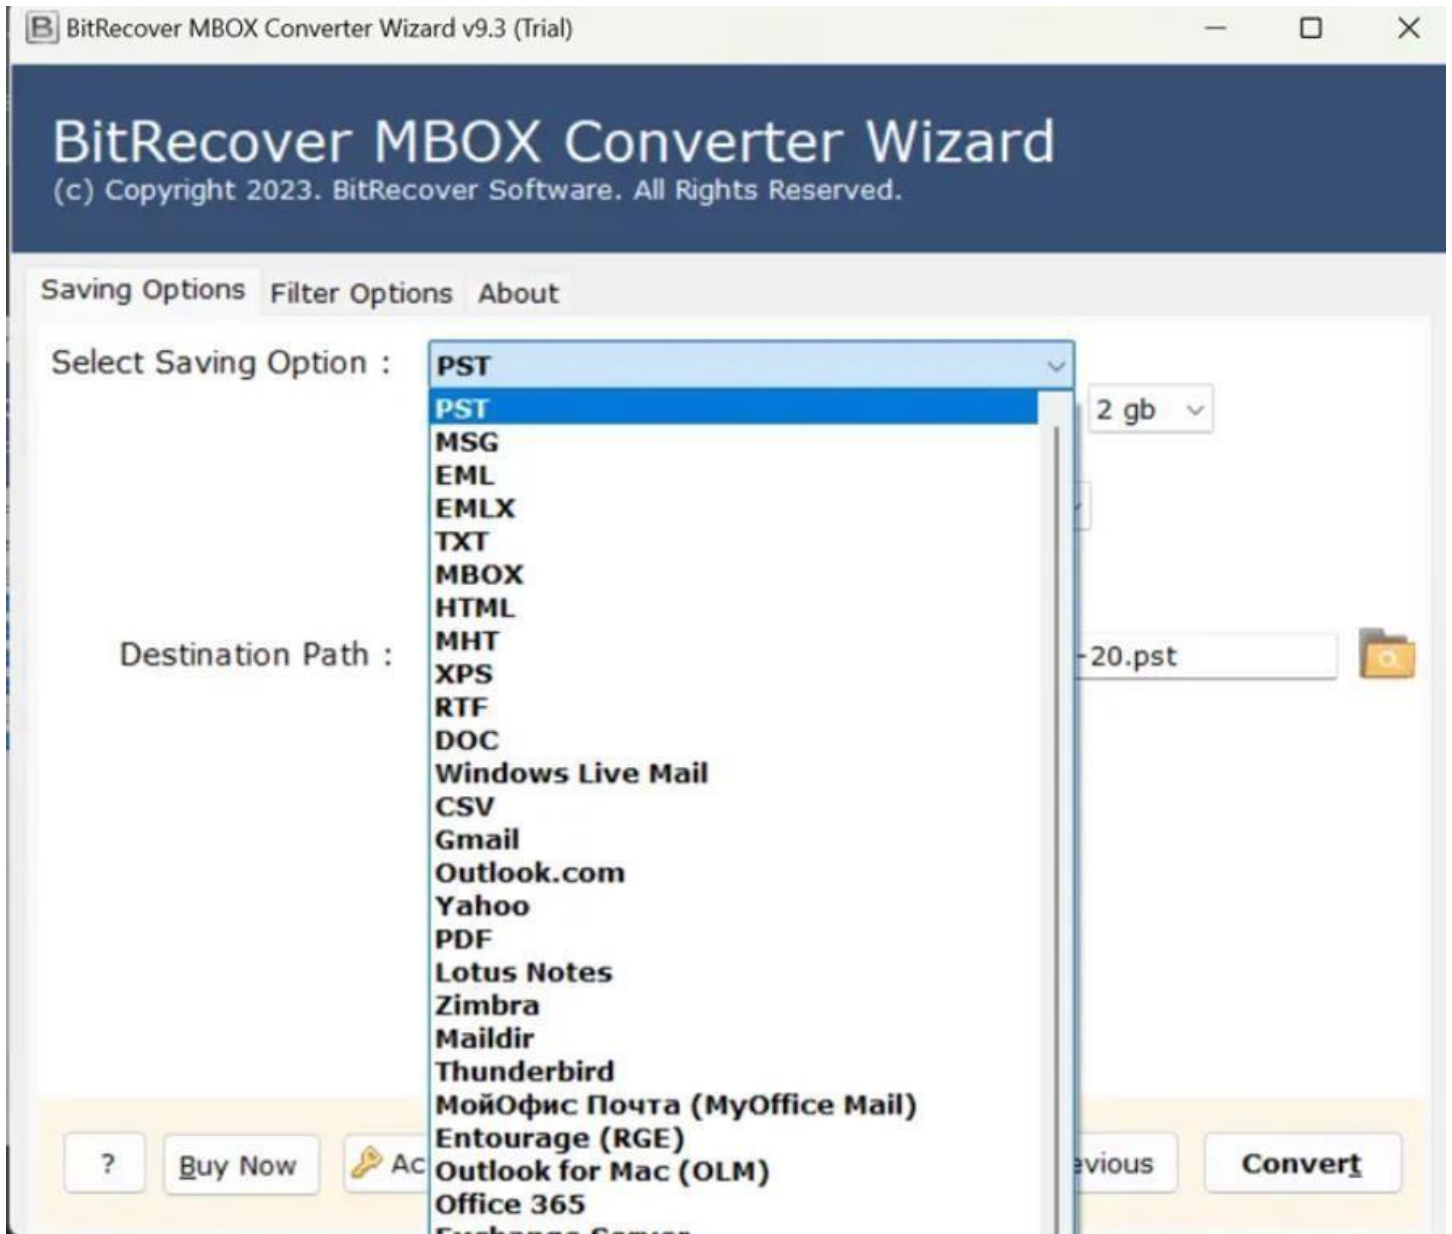 BitRecover MBOX Converter Wizard v9.3 (Trial)
BitRecover MBOX Converter Wizard
(c) Copyright 2023. BitRecover Software. All Rights Reserved.
Saving Options Filter Options About
Select Saving Option : PST
PST
2 gb
MSG
EML
EMLX
TXT
MBOX
HTML
MHT
Destination Path : -20.pst
XPS
RTF
DOC
Windows Live Mail
CSV
Gmail
Outlook.com
Yahoo
PDF
Lotus Notes
Zimbra
Maildir
Thunderbird
МойОфис Почта (MyOffice Mail)
Entourage (RGE)
Outlook for Mac (OLM)
Office 365
? Buy Now Ac evious Convert